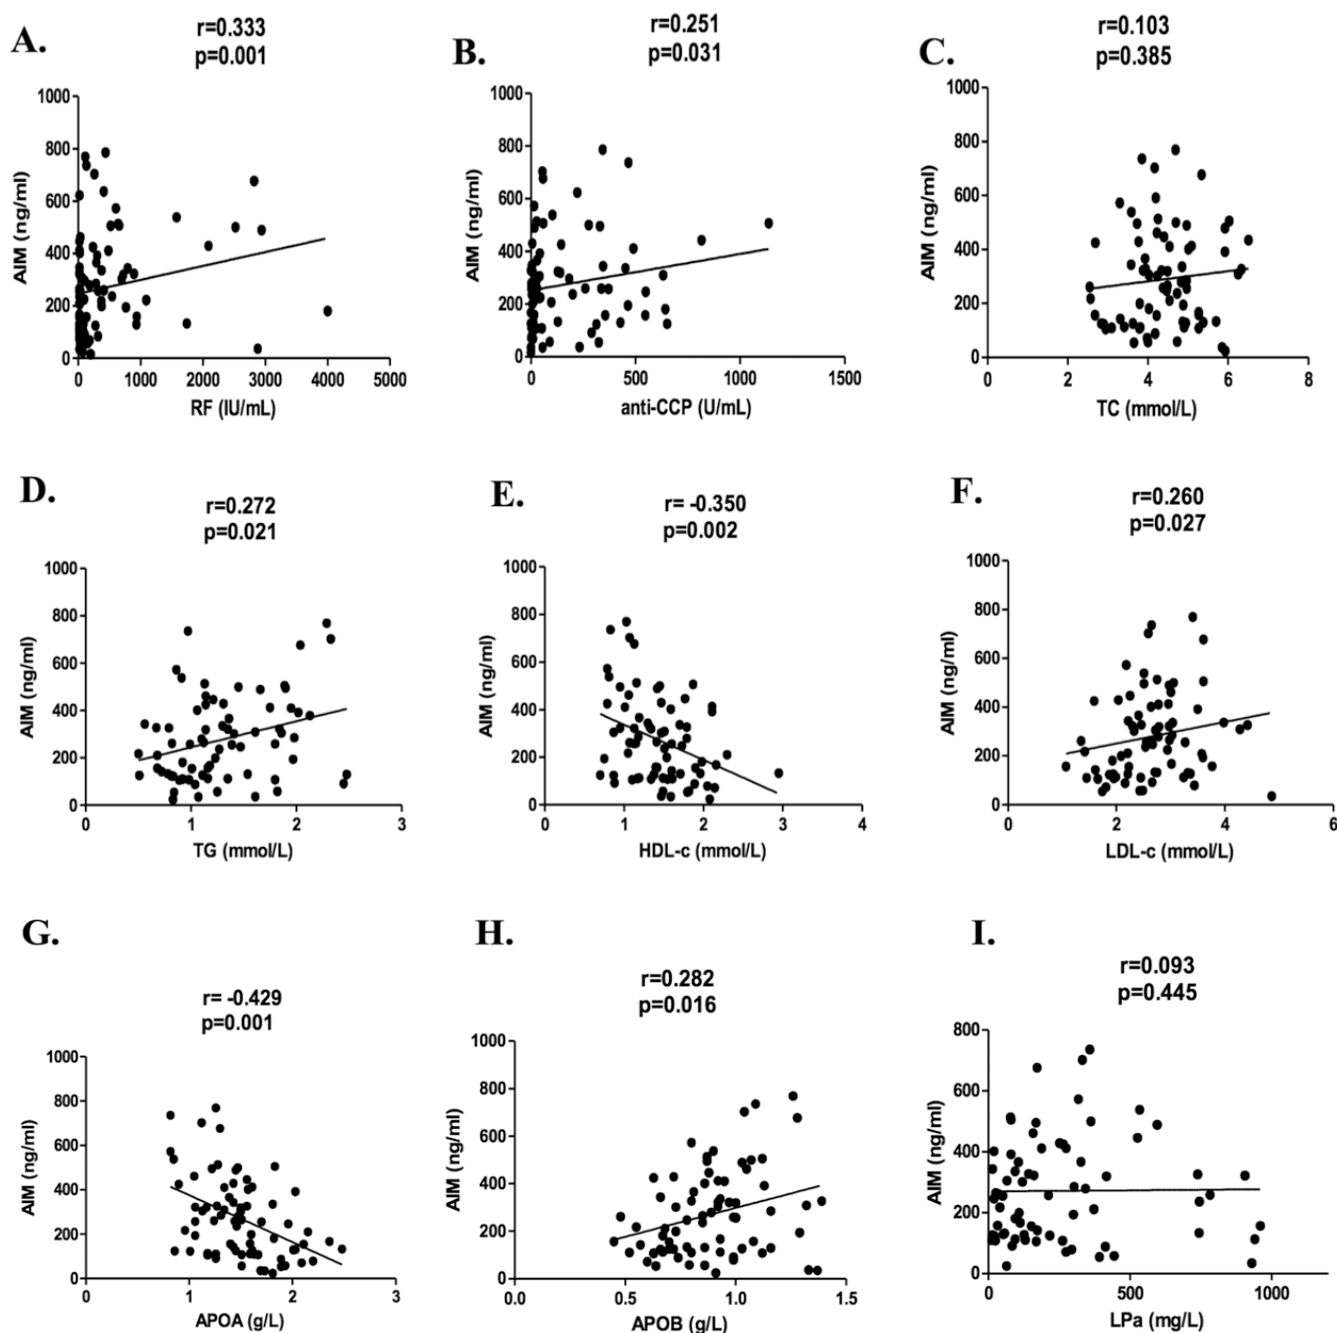 A.
r=0.333
p=0.001
1000
800
600
400
200
0
AIM (ng/ml)
0 1000 2000 3000 4000 5000
RF (IU/mL)
B.
r=0.251
p=0.031
1000
800
600
400
200
0
AIM (ng/ml)
0 500 1000 1500
anti-CCP (U/mL)
C.
r=0.103
p=0.385
1000
800
600
400
200
0
AIM (ng/ml)
0 2 4 6 8
TC (mmol/L)
D.
r=0.272
p=0.021
1000
800
600
400
200
0
AIM (ng/ml)
0 1 2 3
TG (mmol/L)
E.
r= -0.350
p=0.002
1000
800
600
400
200
0
AIM (ng/ml)
0 1 2 3 4
HDL-c (mmol/L)
F.
r=0.260
p=0.027
1000
800
600
400
200
0
AIM (ng/ml)
0 2 4 6
LDL-c (mmol/L)
G.
r= -0.429
p=0.001
1000
800
600
400
200
0
AIM (ng/ml)
0 1 2 3
APOA (g/L)
H.
r=0.282
p=0.016
1000
800
600
400
200
0
AIM (ng/ml)
0.0 0.5 1.0 1.5
APOB (g/L)
I.
r=0.093
p=0.445
800
600
400
200
0
AIM (ng/ml)
0 500 1000
LPa (mg/L)